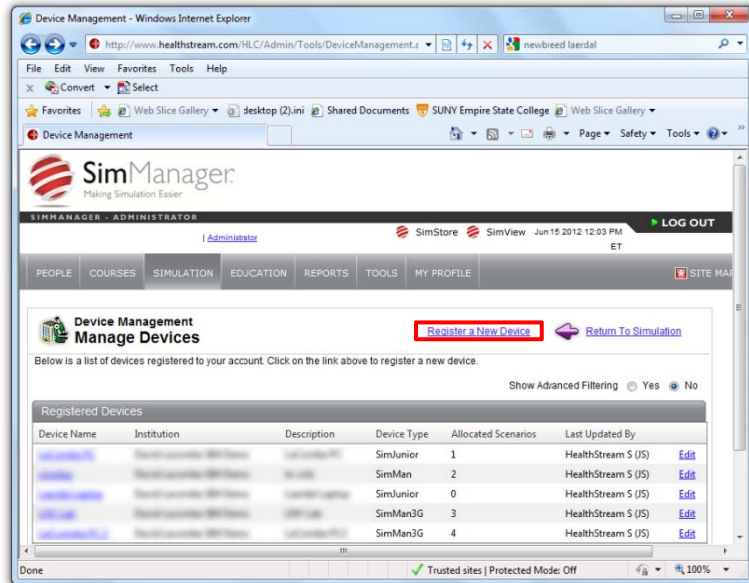 Device Management - Windows Internet Explorer
http://www.healthstream.com/HLC/Admin/Tools/DeviceManagement.a
newbreed laerdal
File Edit View Favorites Tools Help
x Convert Select
Favorites Web Slice Gallery desktop (2).ini Shared Documents SUNY Empire State College Web Slice Gallery
Device Management
Page Safety Tools
SimManager
Making Simulation Easier
SIMMANAGER - ADMINISTRATOR
LOG OUT
| Administrator
SimStore SimView Jun 15 2012 12:03 PM
ET
PEOPLE COURSES SIMULATION EDUCATION REPORTS TOOLS MY PROFILE SITE MAP
Device Management
Manage Devices
Register a New Device
Return To Simulation
Below is a list of devices registered to your account. Click on the link above to register a new device.
Show Advanced Filtering Yes No
Registered Devices
Device Name Institution Description Device Type Allocated Scenarios Last Updated By
SimJunior 1 HealthStream S (JS) Edit
SimMan 2 HealthStream S (JS) Edit
SimJunior 0 HealthStream S (JS) Edit
SimMan3G 3 HealthStream S (JS) Edit
SimMan3G 4 HealthStream S (JS) Edit
Done
Trusted sites | Protected Mode: Off
100%